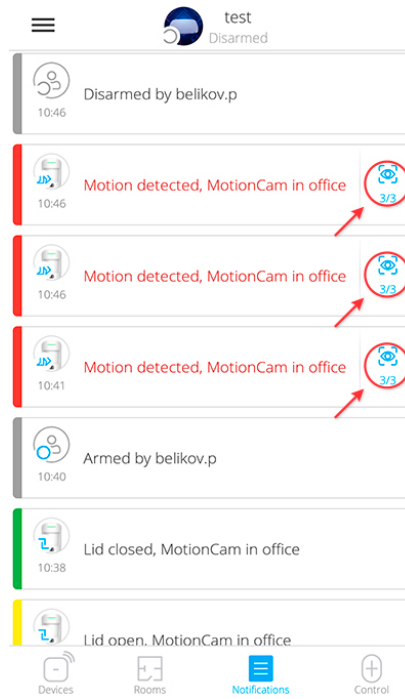 test
Disarmed
Disarmed by belikov.p
10:46
Motion detected, MotionCam in office
3/3
10:46
Motion detected, MotionCam in office
3/3
10:46
Motion detected, MotionCam in office
3/3
10:41
Armed by belikov.p
10:40
Lid closed, MotionCam in office
10:38
Lid open, MotionCam in office
Devices
Rooms
Notifications
Control